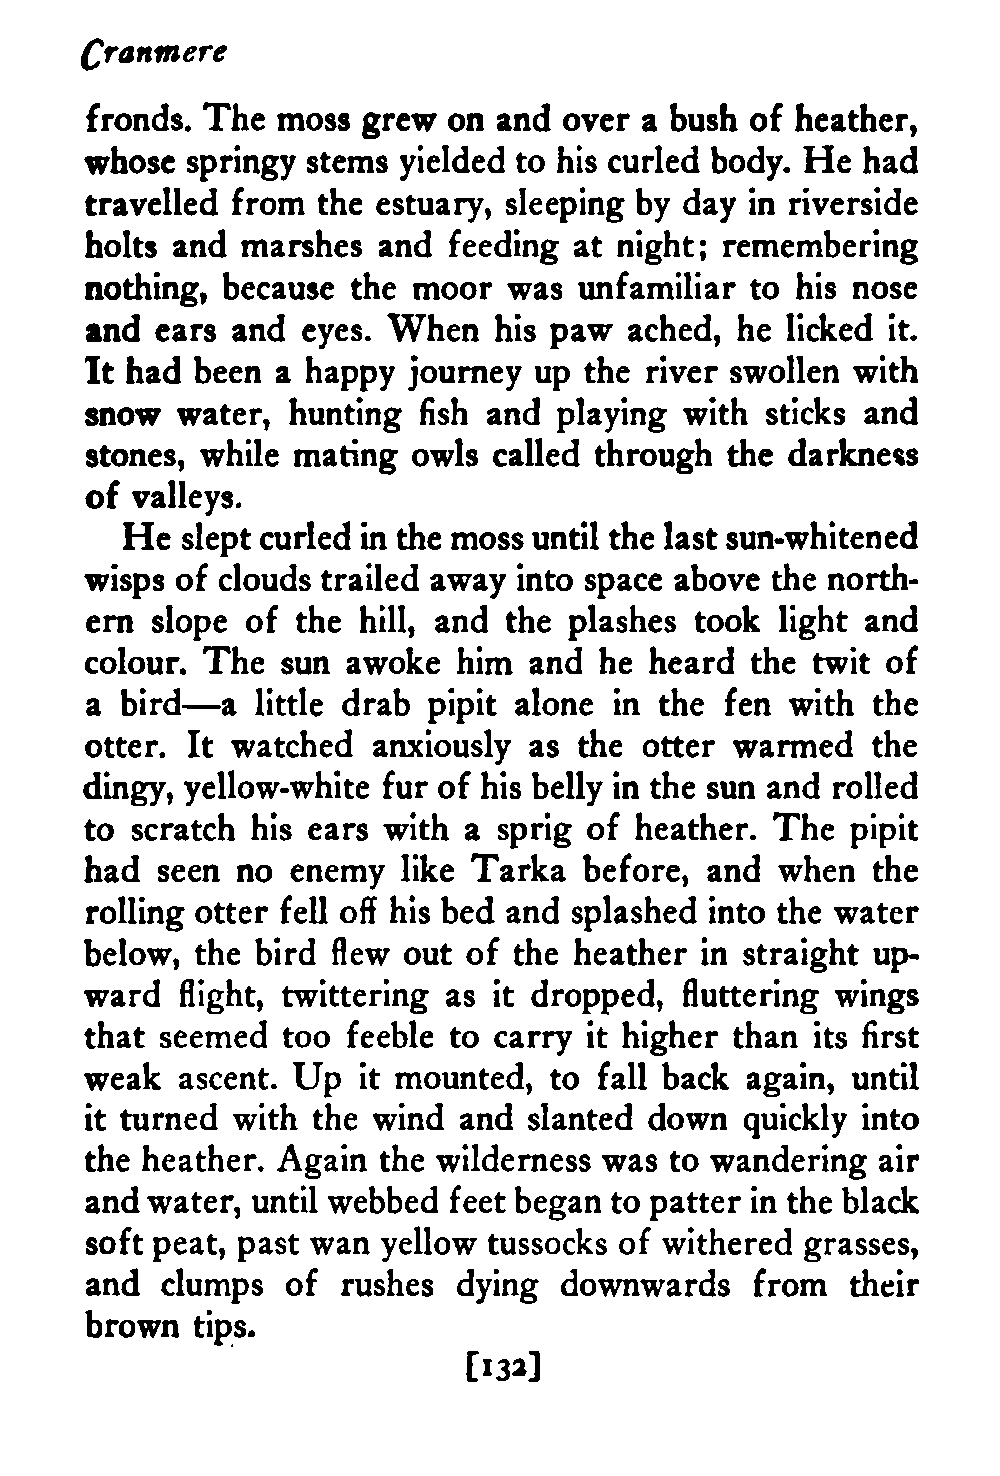 Cranmere
fronds. The moss grew on and over a bush of heather,
whose springy stems yielded to his curled body. He had
travelled from the estuary, sleeping by day in riverside
holts and marshes and feeding at night; remembering
nothing, because the moor was unfamiliar to his nose
and ears and eyes. When his paw ached, he licked it.
It had been a happy journey up the river swollen with
snow water, hunting fish and playing with sticks and
stones, while mating owls called through the darkness
of valleys.
He slept curled in the moss until the last sun-whitened
wisps of clouds trailed away into space above the north-
ern slope of the hill, and the plashes took light and
colour. The sun awoke him and he heard the twit of
a bird—a little drab pipit alone in the fen with the
otter. It watched anxiously as the otter warmed the
dingy, yellow-white fur of his belly in the sun and rolled
to scratch his ears with a sprig of heather. The pipit
had seen no enemy like Tarka before, and when the
rolling otter fell off his bed and splashed into the water
below, the bird flew out of the heather in straight up-
ward flight, twittering as it dropped, fluttering wings
that seemed too feeble to carry it higher than its first
weak ascent. Up it mounted, to fall back again, until
it turned with the wind and slanted down quickly into
the heather. Again the wilderness was to wandering air
and water, until webbed feet began to patter in the black
soft peat, past wan yellow tussocks of withered grasses,
and clumps of rushes dying downwards from their
brown tips.
[132]